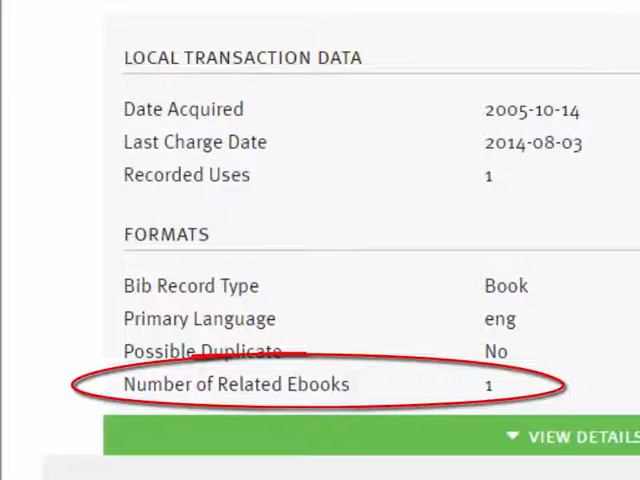 LOCAL TRANSACTION DATA
Date Acquired 2005-10-14
Last Charge Date 2014-08-03
Recorded Uses 1
FORMATS
Bib Record Type Book
Primary Language eng
Possible Duplicate No
Number of Related Ebooks 1
VIEW DETAILS